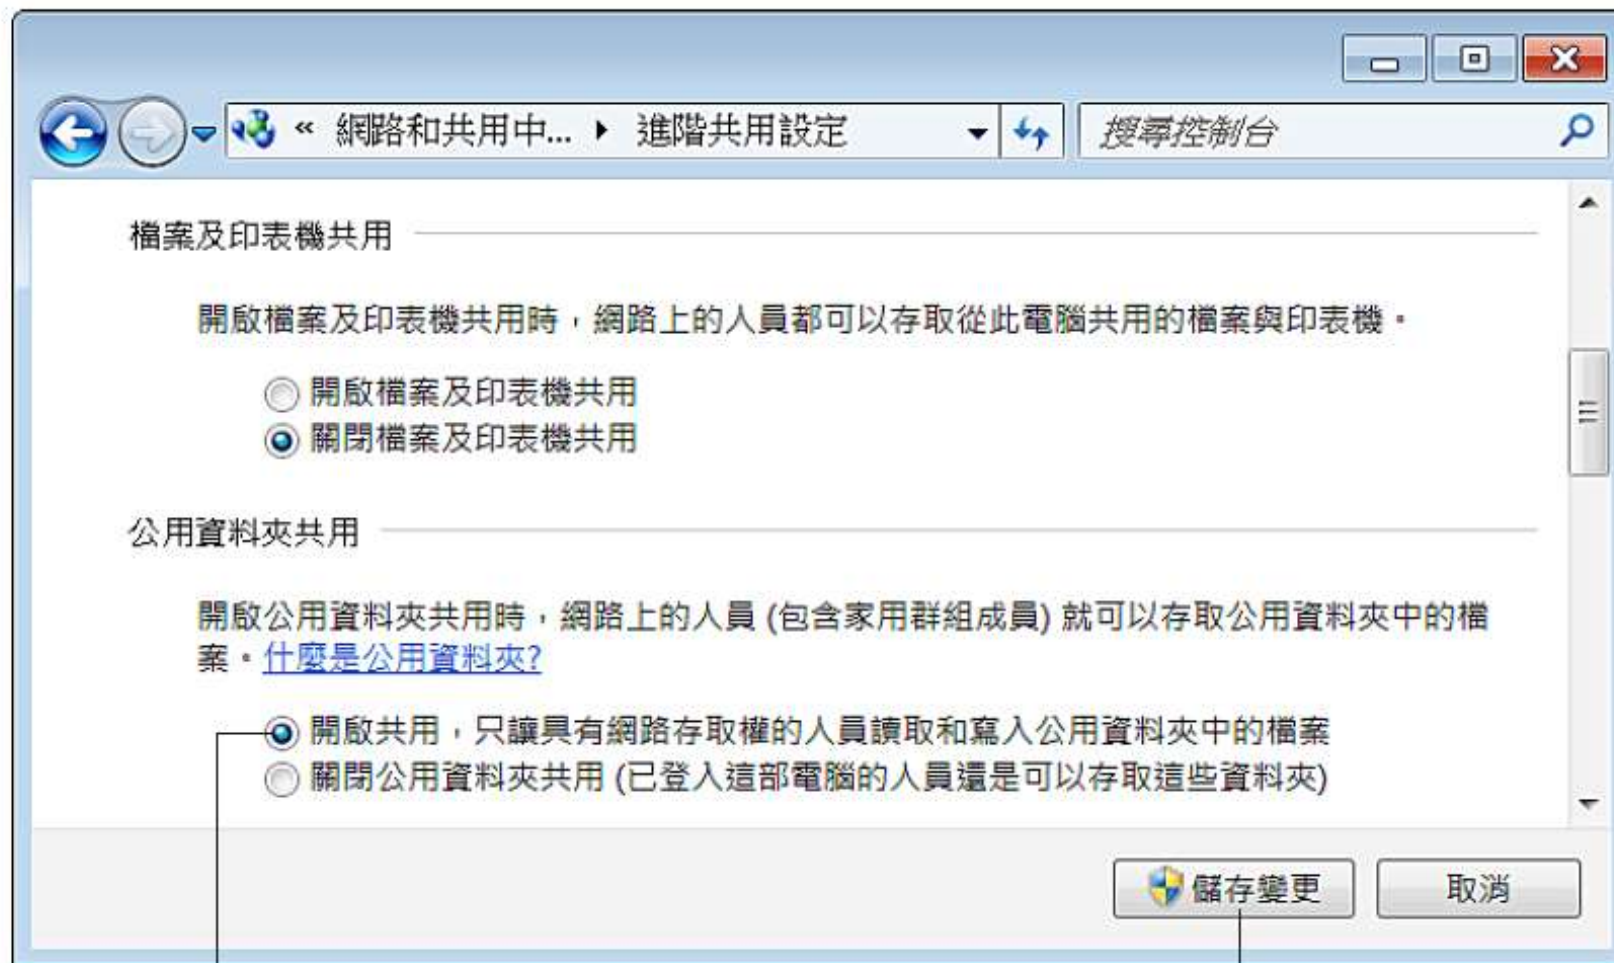 « 網路和共用中... ▸ 進階共用設定
搜尋控制台
檔案及印表機共用
開啟檔案及印表機共用時，網路上的人員都可以存取從此電腦共用的檔案與印表機。
開啟檔案及印表機共用
關閉檔案及印表機共用
公用資料夾共用
開啟公用資料夾共用時，網路上的人員 (包含家用群組成員) 就可以存取公用資料夾中的檔
案。什麼是公用資料夾?
開啟共用，只讓具有網路存取權的人員讀取和寫入公用資料夾中的檔案
關閉公用資料夾共用 (已登入這部電腦的人員還是可以存取這些資料夾)
儲存變更
取消